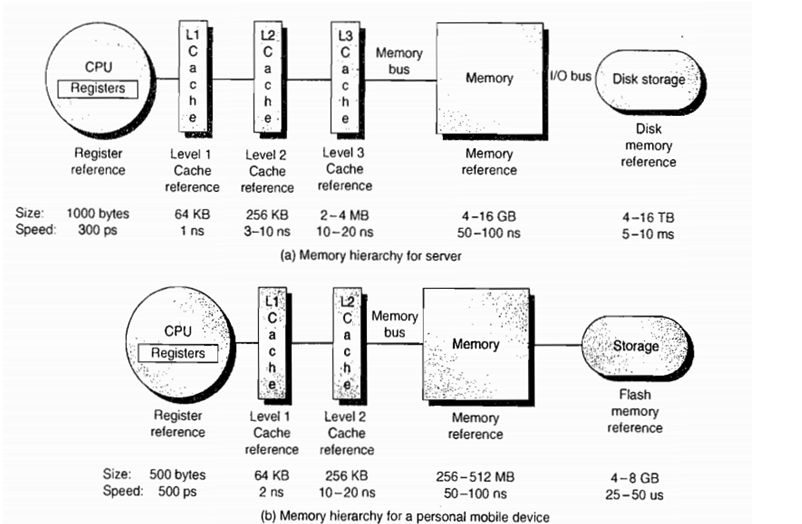 CPU
Registers
L1
C
a
c
h
e
L2
C
a
c
h
e
L3
C
a
c
h
e
Memory
bus
Memory
I/O bus
Disk storage
Register
reference
Level 1
Cache
reference
Level 2
Cache
reference
Level 3
Cache
reference
Memory
reference
Disk
memory
reference
Size: 1000 bytes 64 KB 256 KB 2–4 MB 4–16 GB 4–16 TB
Speed: 300 ps 1 ns 3–10 ns 10–20 ns 50–100 ns 5–10 ms
(a) Memory hierarchy for server
CPU
Registers
L1
C
a
c
h
e
L2
C
a
c
h
e
Memory
bus
Memory
Storage
Register
reference
Level 1
Cache
reference
Level 2
Cache
reference
Memory
reference
Flash
memory
reference
Size: 500 bytes 64 KB 256 KB 256–512 MB 4–8 GB
Speed: 500 ps 2 ns 10–20 ns 50–100 ns 25–50 us
(b) Memory hierarchy for a personal mobile device